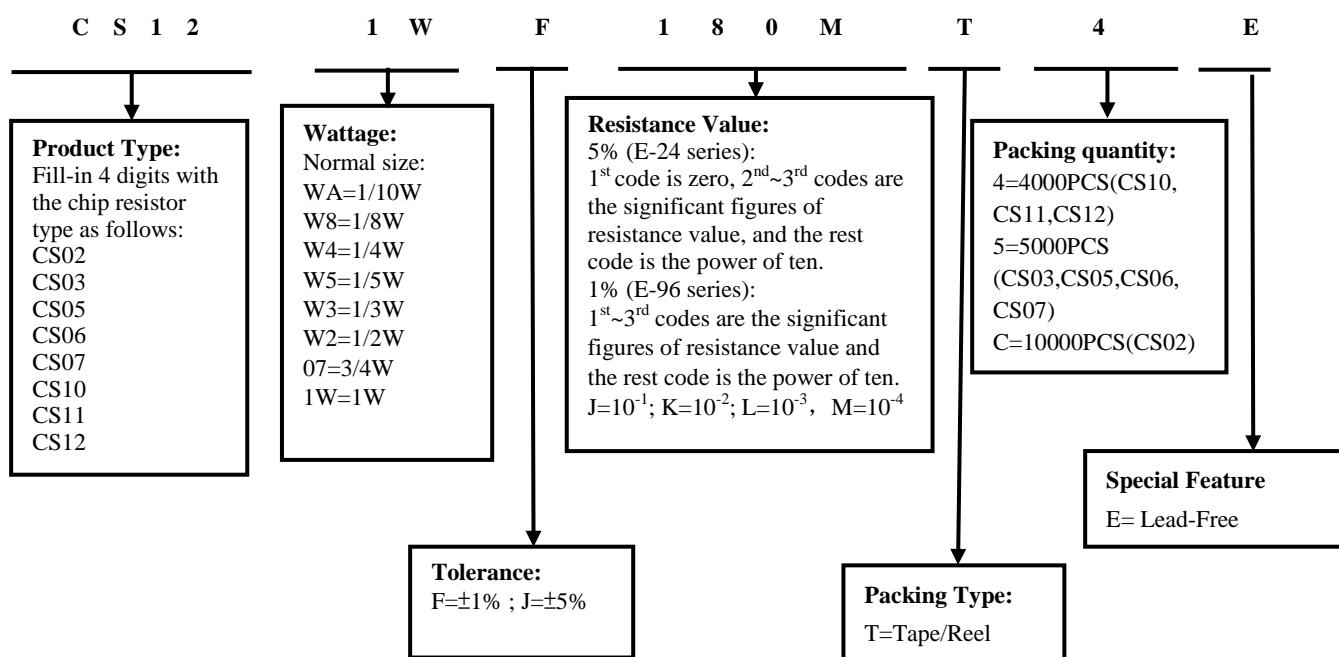 C S 1 2 1 W F 1 8 0 M T 4 E
Product Type:
Fill-in 4 digits with
the chip resistor
type as follows:
CS02
CS03
CS05
CS06
CS07
CS10
CS11
CS12
Wattage:
Normal size:
WA=1/10W
W8=1/8W
W4=1/4W
W5=1/5W
W3=1/3W
W2=1/2W
07=3/4W
1W=1W
Resistance Value:
5% (E-24 series):
1st code is zero, 2nd~3rd codes are
the significant figures of
resistance value, and the rest
code is the power of ten.
1% (E-96 series):
1st~3rd codes are the significant
figures of resistance value and
the rest code is the power of ten.
J=10-1; K=10-2; L=10-3, M=10-4
Packing quantity:
4=4000PCS(CS10,
CS11,CS12)
5=5000PCS
(CS03,CS05,CS06,
CS07)
C=10000PCS(CS02)
Special Feature
E= Lead-Free
Tolerance:
F=±1% ; J=±5%
Packing Type:
T=Tape/Reel